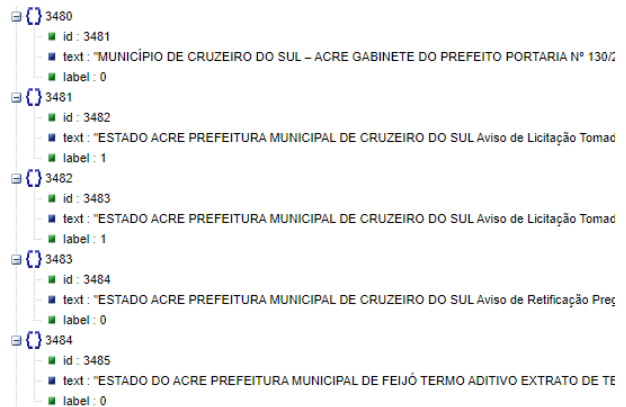 {} 3480
id : 3481
text : "MUNICÍPIO DE CRUZEIRO DO SUL – ACRE GABINETE DO PREFEITO PORTARIA Nº 130/
label : 0
{} 3481
id : 3482
text : "ESTADO ACRE PREFEITURA MUNICIPAL DE CRUZEIRO DO SUL Aviso de Licitação Tomad
label : 1
{} 3482
id : 3483
text : "ESTADO ACRE PREFEITURA MUNICIPAL DE CRUZEIRO DO SUL Aviso de Licitação Tomad
label : 1
{} 3483
id : 3484
text : "ESTADO ACRE PREFEITURA MUNICIPAL DE CRUZEIRO DO SUL Aviso de Retificação Preg
label : 0
{} 3484
id : 3485
text : "ESTADO DO ACRE PREFEITURA MUNICIPAL DE FEIJÓ TERMO ADITIVO EXTRATO DE TE
label : 0